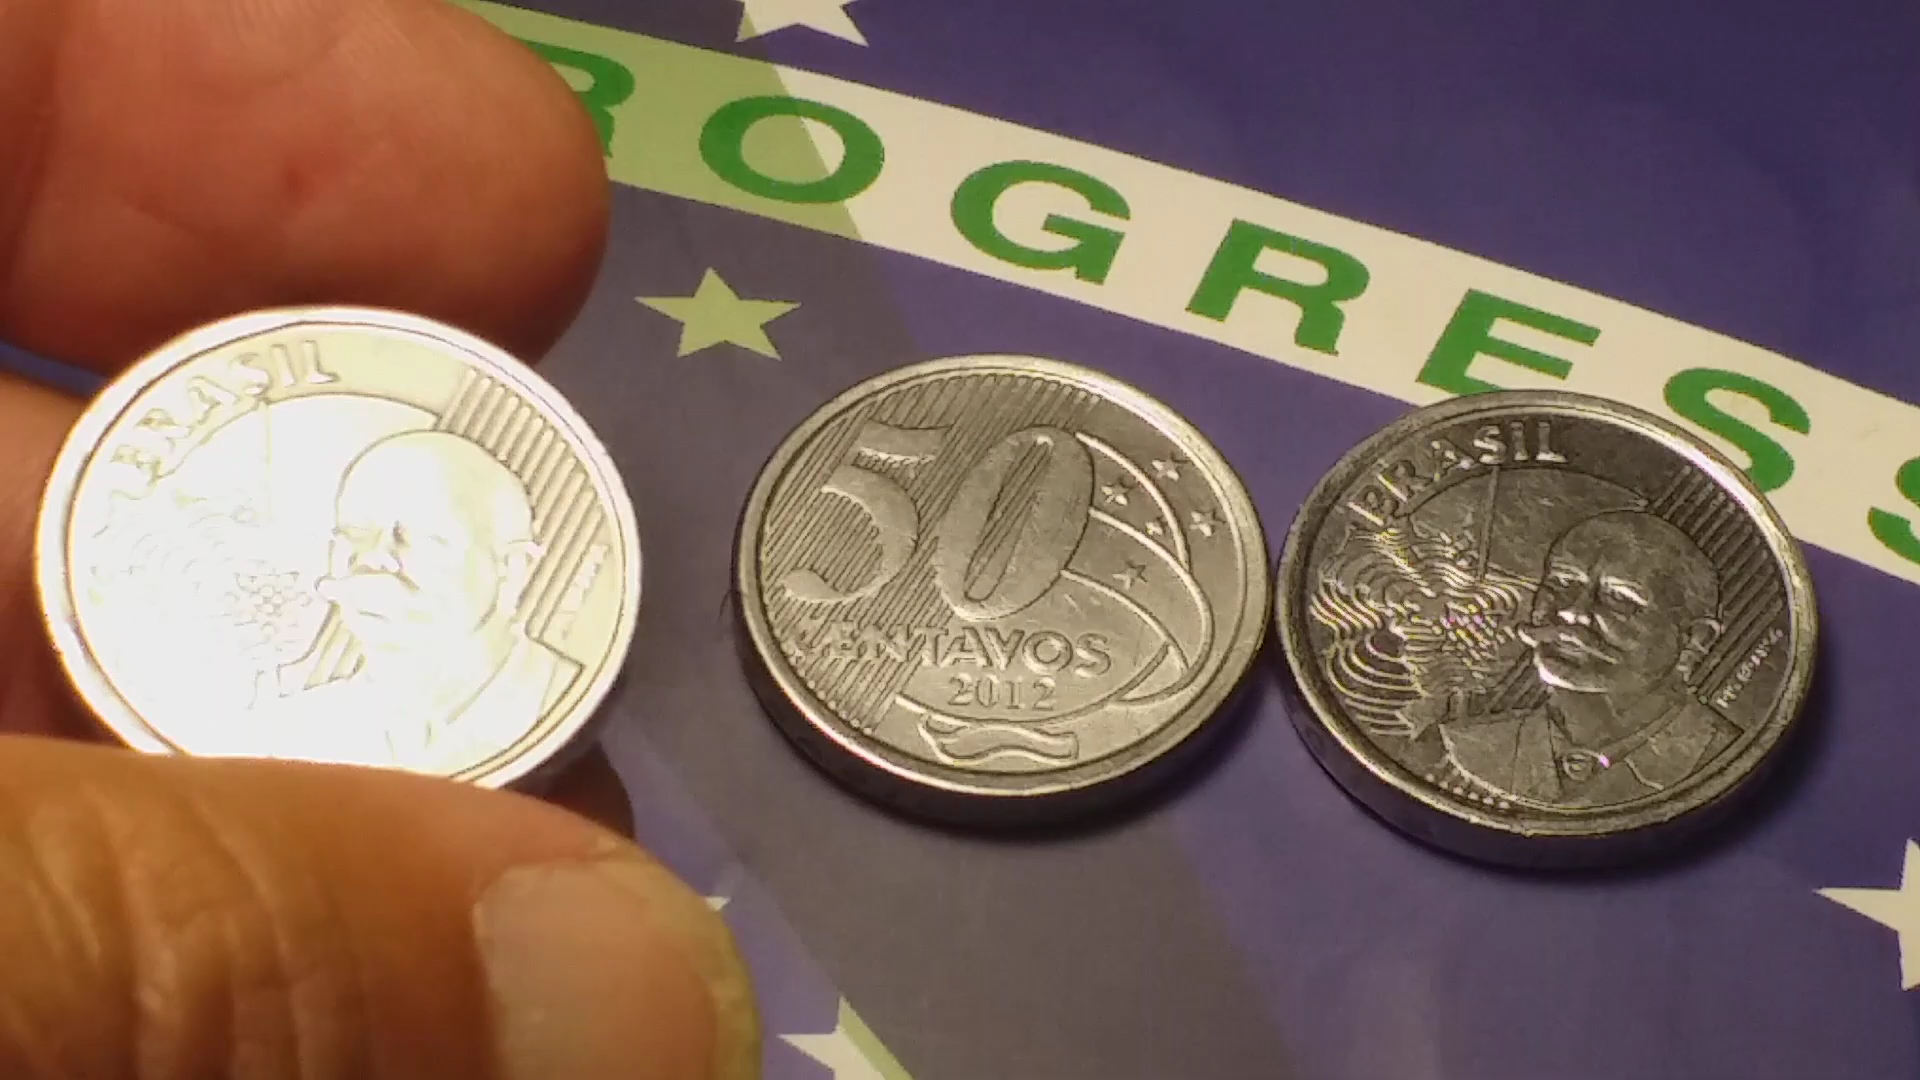 ROGRESS
BRASIL
50
CENTAVOS
2012
BRASIL